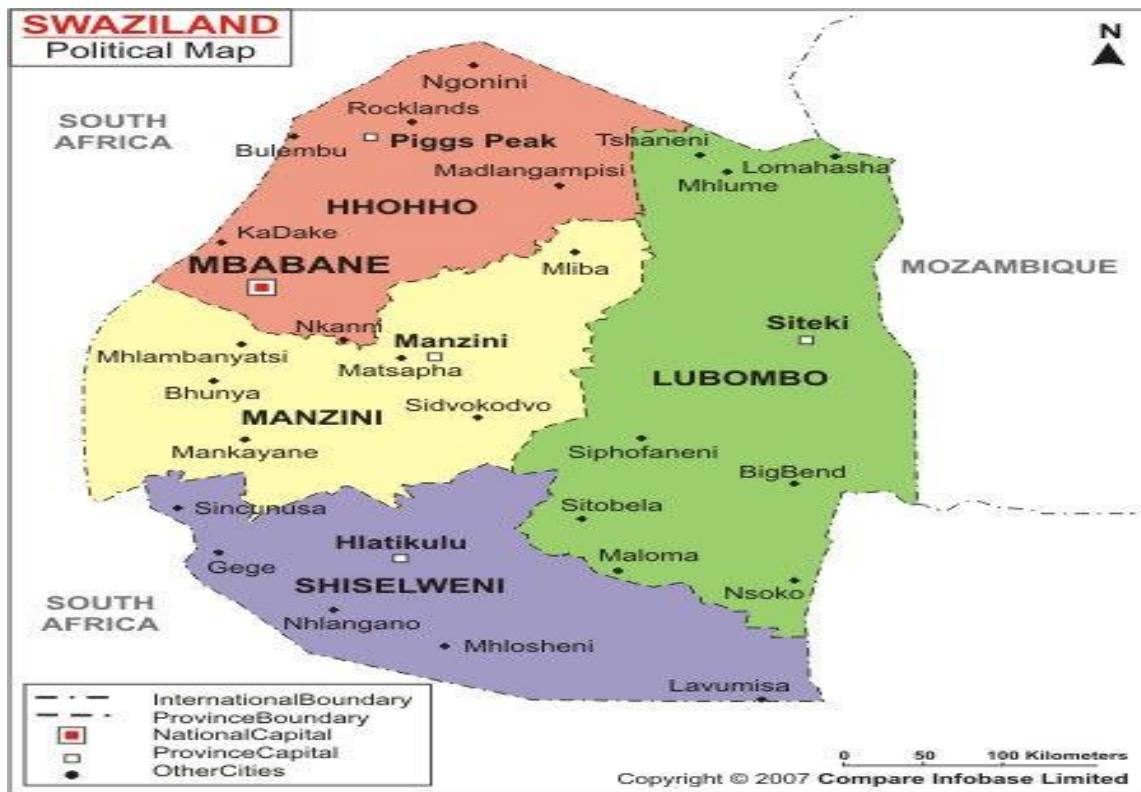 SWAZILAND
Political Map
N
Ngonini
Rocklands
SOUTH
AFRICA
Bulembu
Piggs Peak
Tshaneni
Lomahasha
Madlangampisi
Mhlume
HHOHHO
KaDake
MBABANE
Mliba
MOZAMBIQUE
Nkanni
Manzini
Siteki
Mhlambanyatsi
Matsapha
Bhunya
LUBOMBO
MANZINI
Sidvokodvo
Mankayane
Siphofaneni
BigBend
Sincunusa
Sitobela
Hlatikulu
Gege
Maloma
SHISELWENI
Nsoko
SOUTH
AFRICA
Nhlangano
Mhlosheni
Lavumisa
InternationalBoundary
ProvinceBoundary
NationalCapital
ProvinceCapital
OtherCities
0 50 100 Kilometers
Copyright © 2007 Compare Infobase Limited